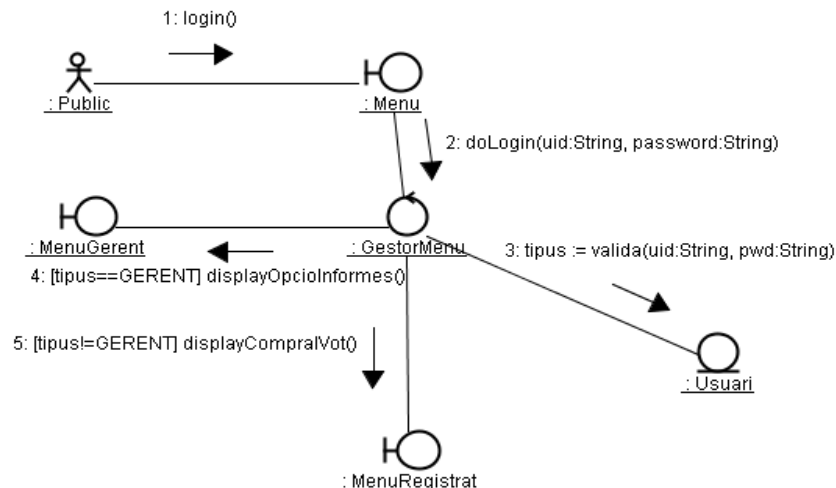 1: login()
: Public
: Menu
2: doLogin(uid:String, password:String)
: MenuGerent
: GestorMenu
3: tipus := valida(uid:String, pwd:String)
4: [tipus==GERENT] displayOpcioInformes()
5: [tipus!=GERENT] displayCompraIVot()
: Usuari
: MenuRegistrat